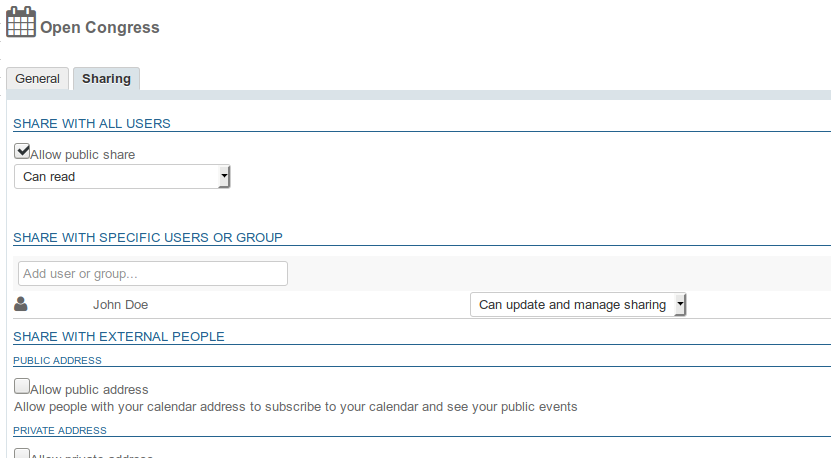 Open Congress
General Sharing
SHARE WITH ALL USERS
Allow public share
Can read
SHARE WITH SPECIFIC USERS OR GROUP
Add user or group...
John Doe Can update and manage sharing
SHARE WITH EXTERNAL PEOPLE
PUBLIC ADDRESS
Allow public address
Allow people with your calendar address to subscribe to your calendar and see your public events
PRIVATE ADDRESS
Allow private address